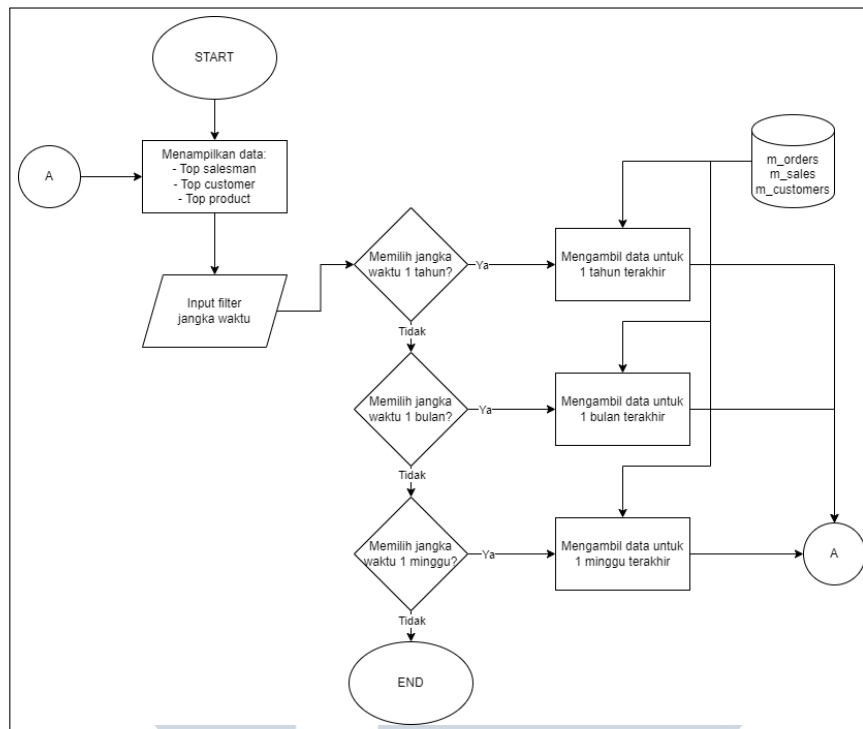 START
A
Menampilkan data:
- Top salesman
- Top customer
- Top product
m_orders
m_sales
m_customers
Input filter
jangka waktu
Memilih jangka
waktu 1 tahun?
Ya
Mengambil data untuk
1 tahun terakhir
Tidak
Memilih jangka
waktu 1 bulan?
Ya
Mengambil data untuk
1 bulan terakhir
Tidak
Memilih jangka
waktu 1 minggu?
Ya
Mengambil data untuk
1 minggu terakhir
A
Tidak
END